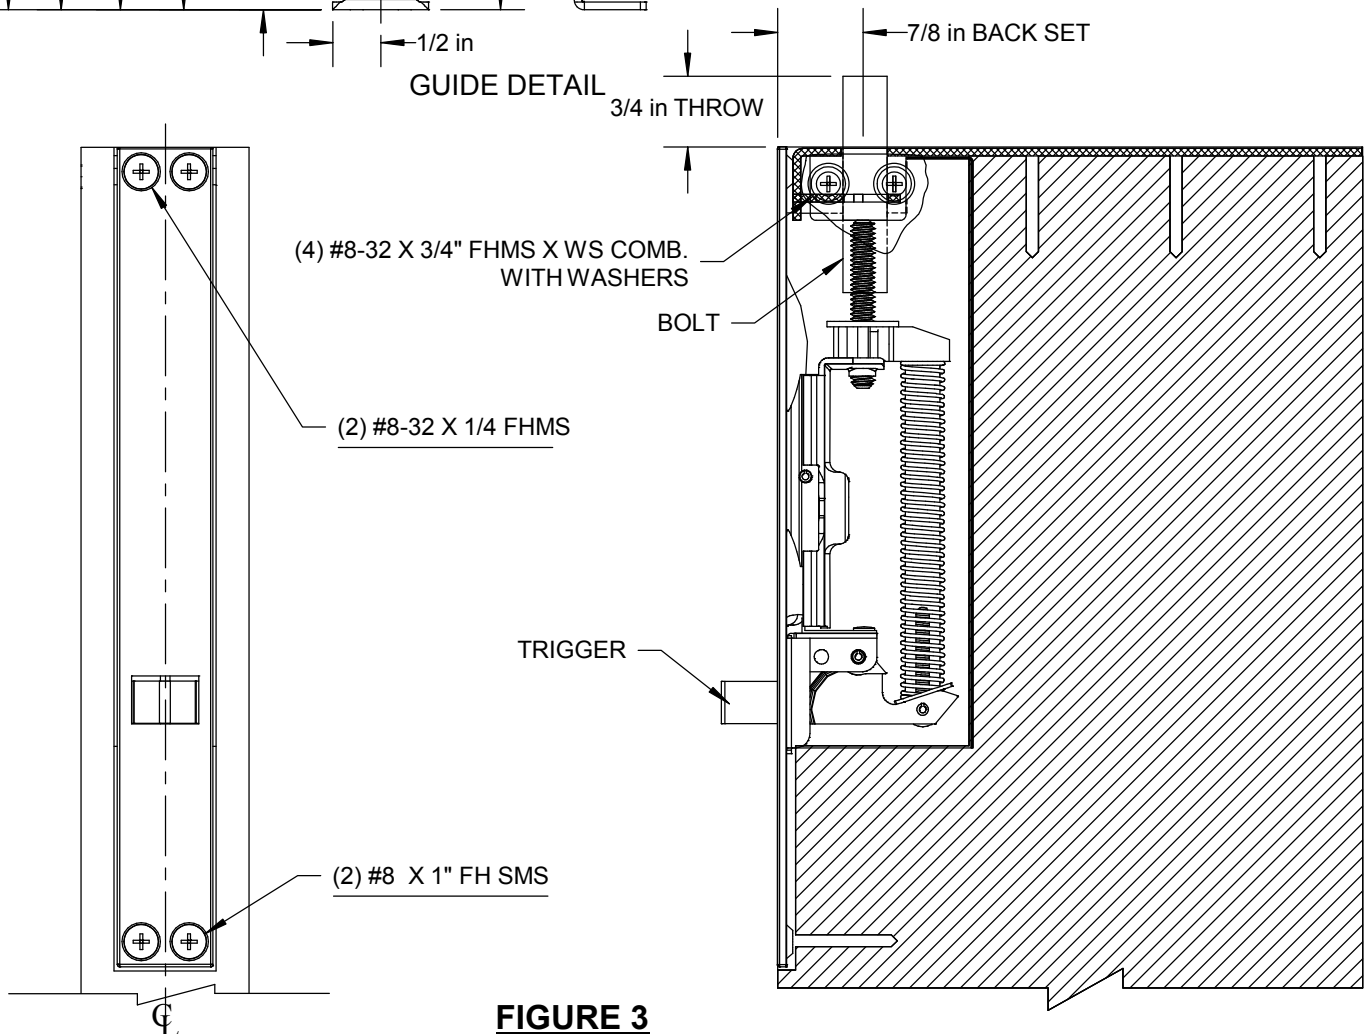 1/2 in
7/8 in BACK SET
GUIDE DETAIL
3/4 in THROW
(4) #8-32 X 3/4" FHMS X WS COMB.
WITH WASHERS
BOLT
(2) #8-32 X 1/4 FHMS
TRIGGER
(2) #8 X 1" FH SMS
℄
FIGURE 3